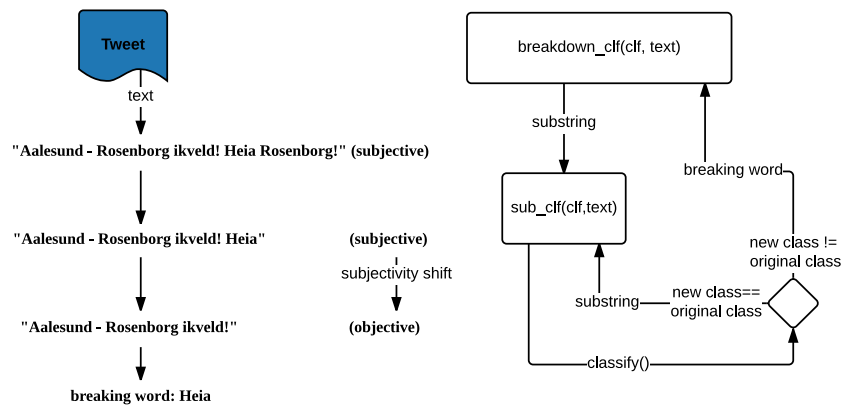 Tweet
text
"Aalesund - Rosenborg ikveld! Heia Rosenborg!" (subjective)
"Aalesund - Rosenborg ikveld! Heia" (subjective)
subjectivity shift
"Aalesund - Rosenborg ikveld!" (objective)
breaking word: Heia
breakdown_clf(clf, text)
substring
breaking word
sub_clf(clf,text)
new class !=
original class
substring
new class==
original class
classify()